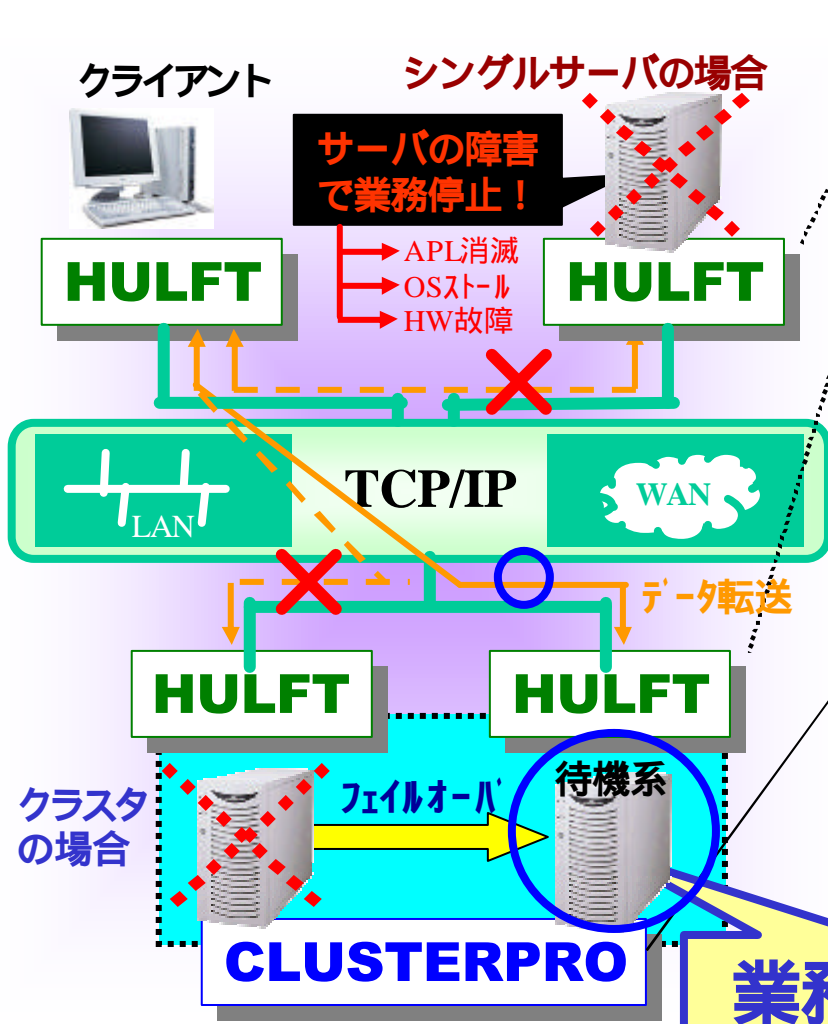 クライアント
シングルサーバの場合
サーバの障害
で業務停止！
APL消滅
OSｽﾄｰﾙ
HW故障
HULFT
HULFT
LAN
TCP/IP
WAN
ﾃﾞｰﾀ転送
HULFT
HULFT
クラスタ
の場合
ﾌｪｲﾙｵｰﾊﾞ
待機系
CLUSTERPRO
業務